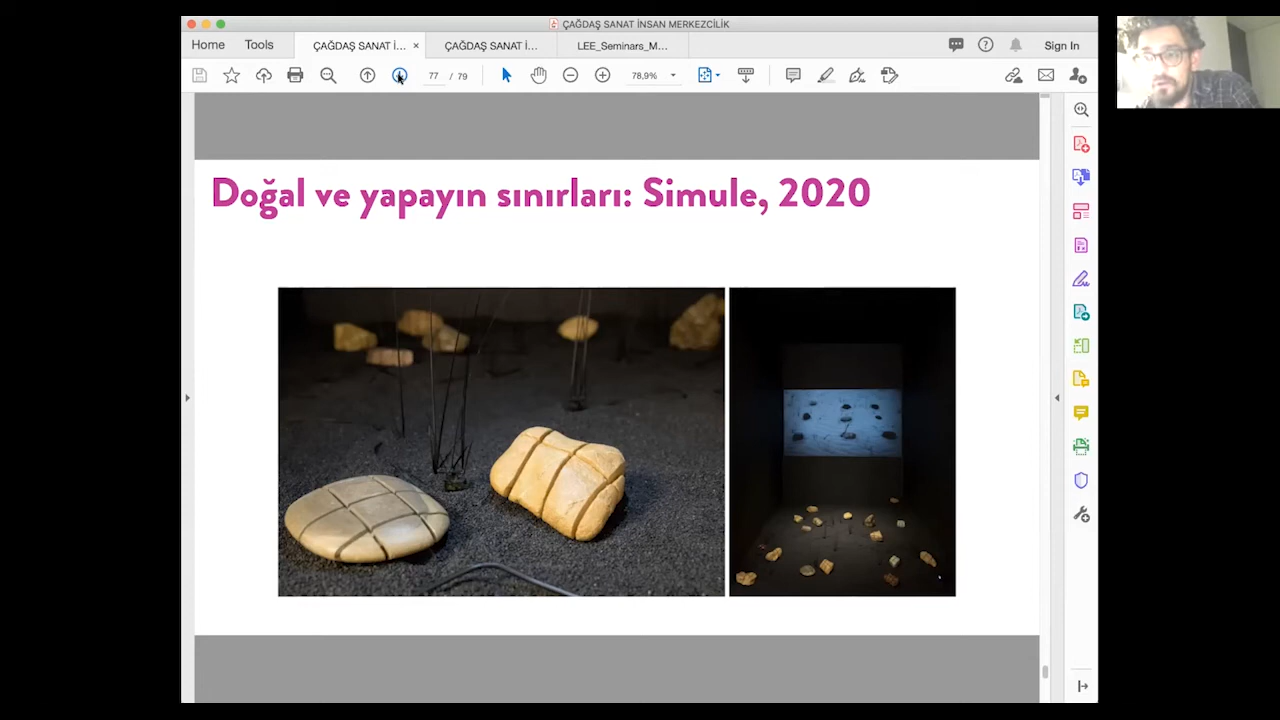 ÇAĞDAŞ SANAT İNSAN MERKEZCİLİK
Home Tools ÇAĞDAŞ SANAT İ... × ÇAĞDAŞ SANAT İ... LEE_Seminars_M... Sign In
77 / 79 78,9%
Doğal ve yapayın sınırları: Simule, 2020